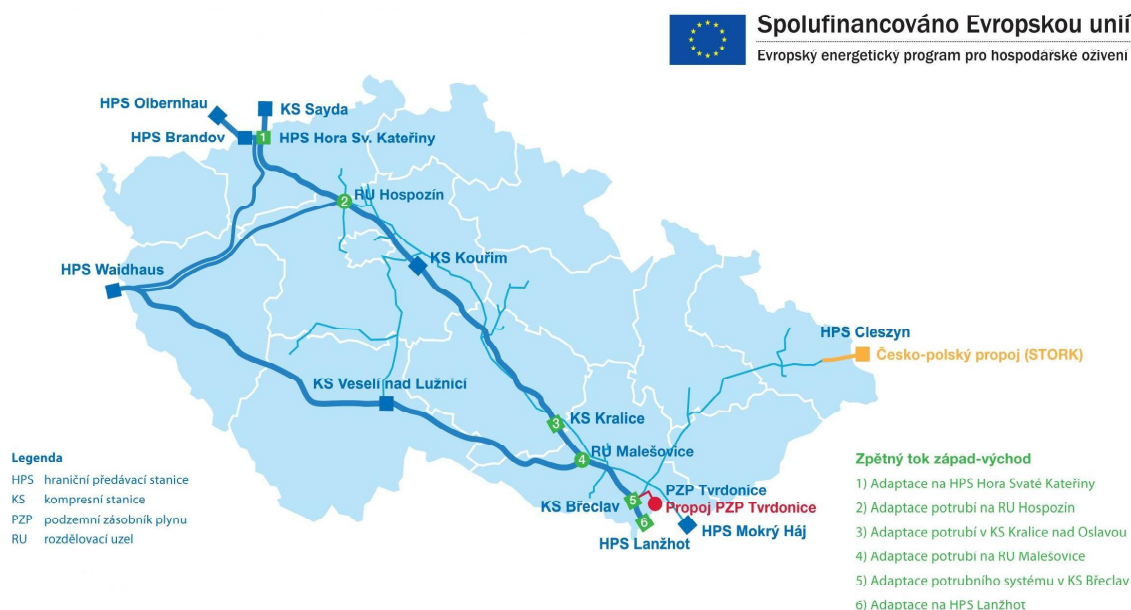 Spolufinancováno Evropskou unií
Evropský energetický program pro hospodářské oživení
HPS Olbernhau
KS Sayda
HPS Brandov
1
HPS Hora Sv. Kateřiny
RU Hospozín
2
KS Kouřim
HPS Waidhaus
HPS Cieszyn
Česko-polský propoj (STORK)
KS Veselí nad Lužnicí
3
KS Kralice
RU Malešovice
4
PZP Tvrdonice
5
KS Břeclav
Propoj PZP Tvrdonice
6
HPS Mokrý Háj
HPS Lanžhot
Legenda
HPS hraniční předávací stanice
KS kompresní stanice
PZP podzemní zásobník plynu
RU rozdělovací uzel
Zpětný tok západ-východ
1) Adaptace na HPS Hora Svaté Kateřiny
2) Adaptace potrubí na RU Hospozín
3) Adaptace potrubí v KS Kralice nad Oslavou
4) Adaptace potrubí na RU Malešovice
5) Adaptace potrubního systému v KS Břeclav
6) Adaptace na HPS Lanžhot